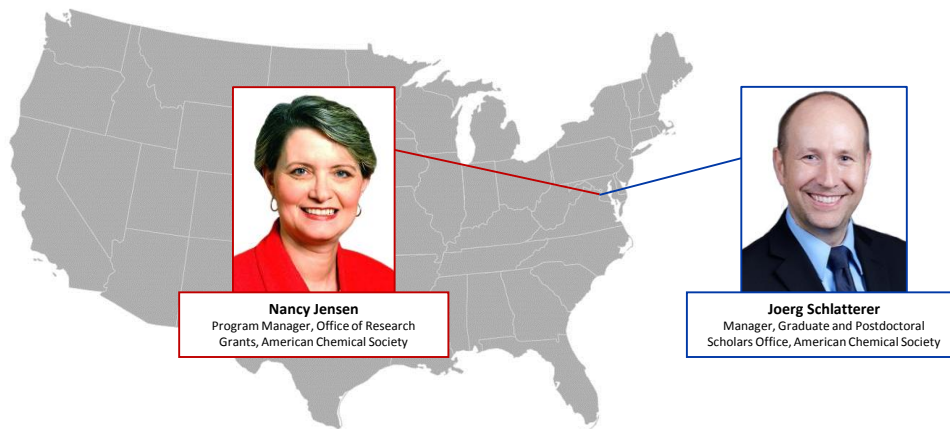 Nancy Jensen
Program Manager, Office of Research
Grants, American Chemical Society
Joerg Schlatterer
Manager, Graduate and Postdoctoral
Scholars Office, American Chemical Society